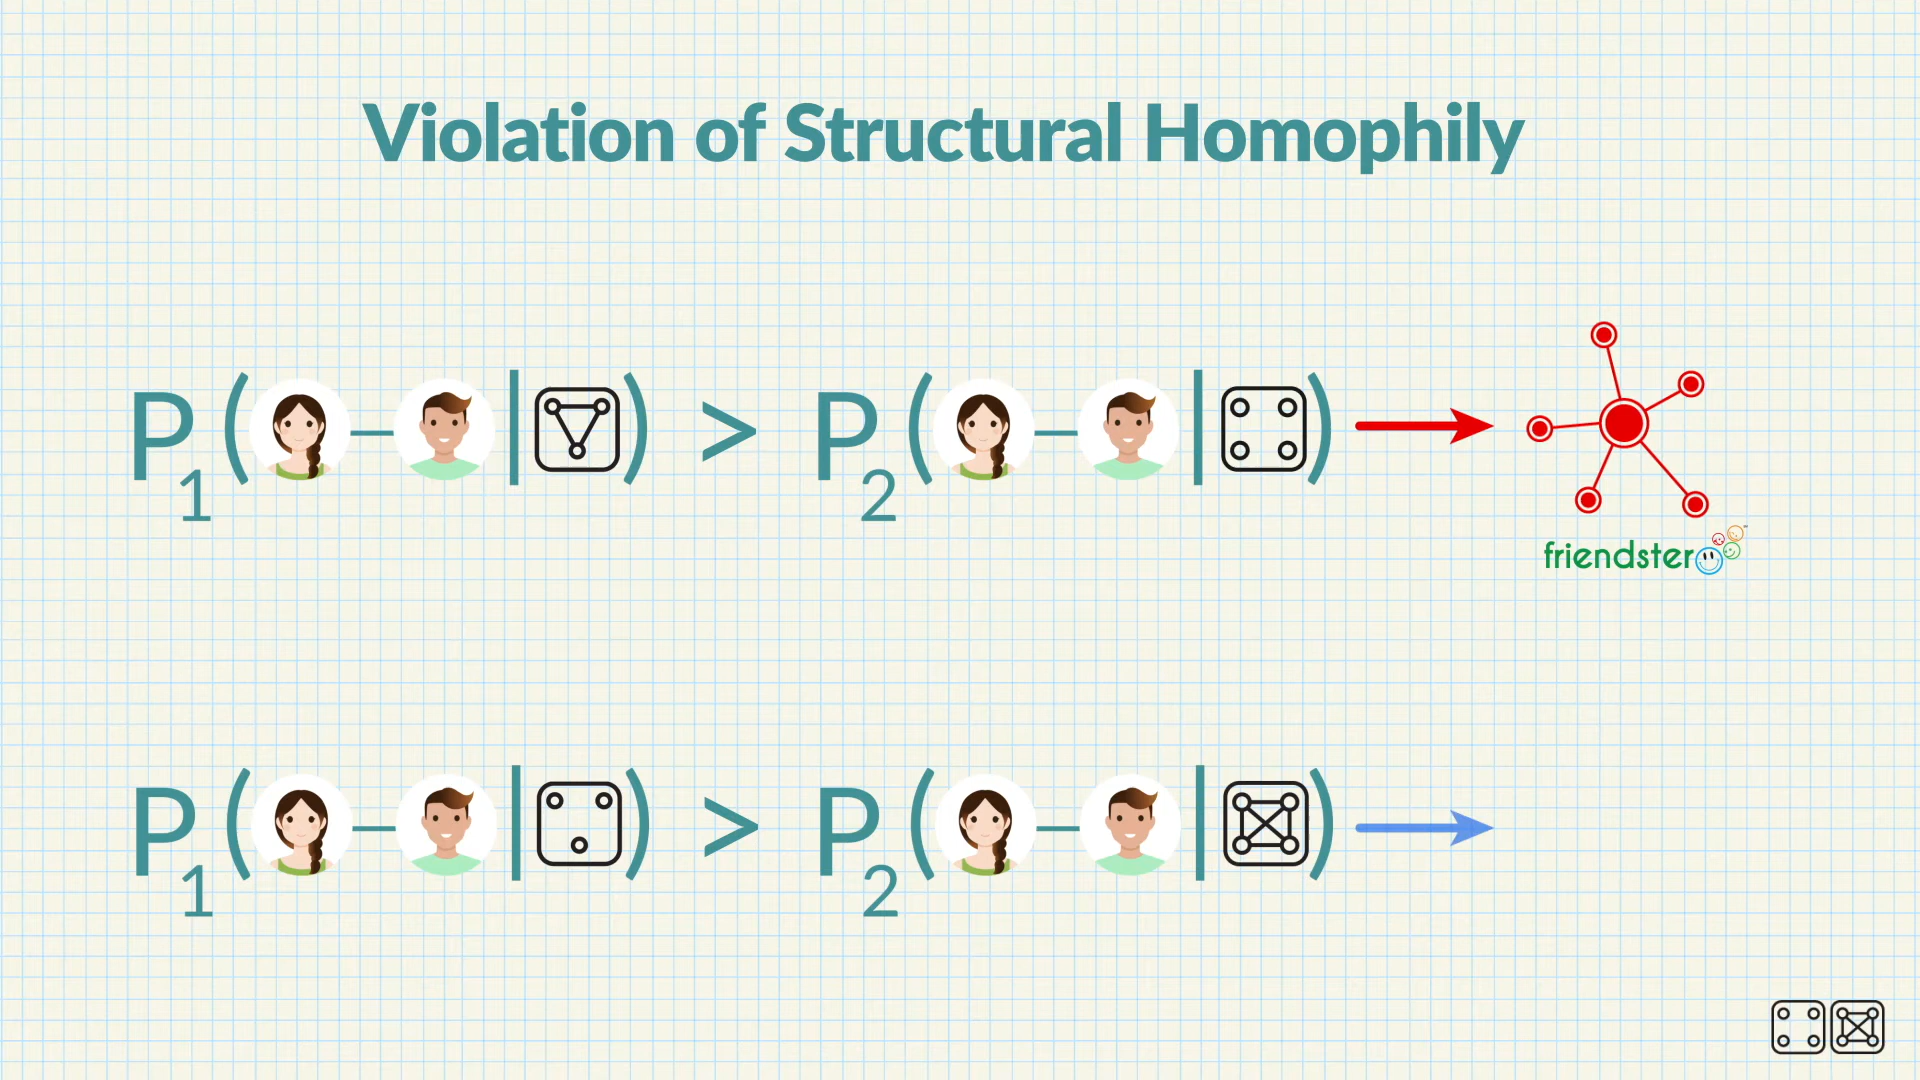 Violation of Structural Homophily
P1( — | ) > P2( — | )
friendster
P1( — | ) > P2( — | )